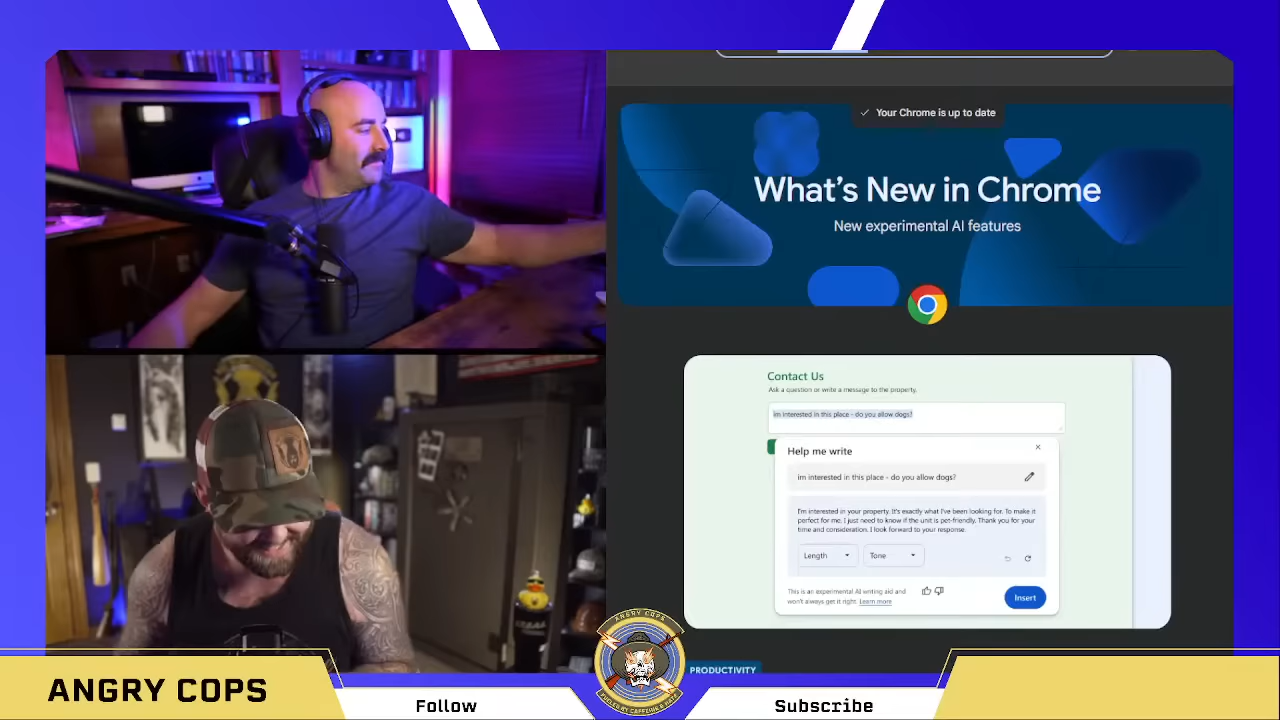 Your Chrome is up to date
What's New in Chrome
New experimental AI features
Contact Us
Ask a question or write a message to the property.
im interested in this place - do you allow dogs?
Help me write
im interested in this place - do you allow dogs?
I'm interested in your property. It's exactly what I've been looking for. To make it
perfect for me, I just need to know if the unit is pet-friendly. Thank you for your
time and consideration. I look forward to your response.
Length
Tone
This is an experimental AI writing aid and
won't always get it right. Learn more
Insert
PRODUCTIVITY
ANGRY COPS
FUELED BY CAFFEINE & HATE
ANGRY COPS
Follow
Subscribe